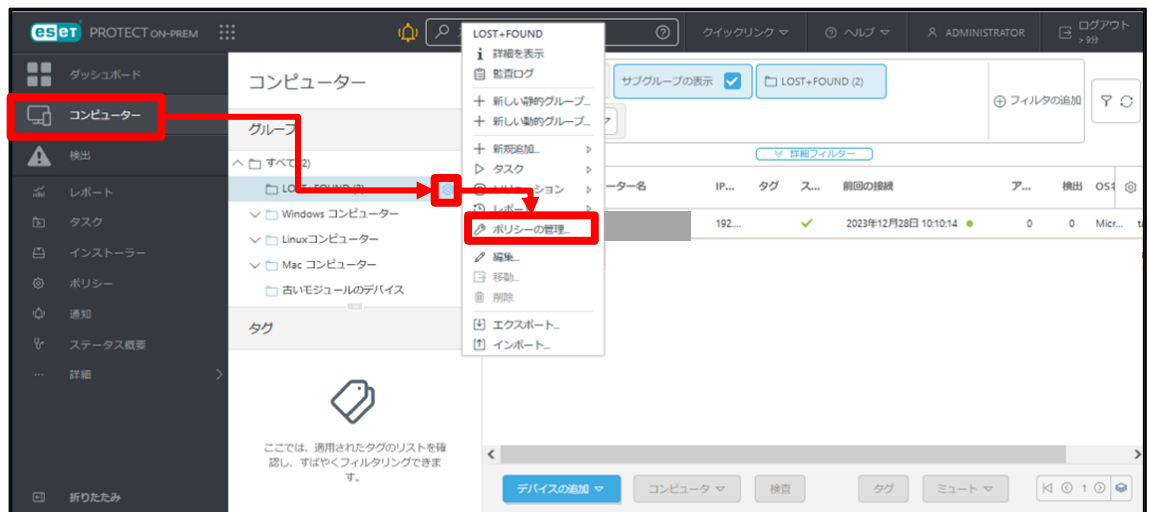 eset PROTECT ON-PREM
クイックリンク
ヘルプ
ADMINISTRATOR
ログアウト
> 9分
ダッシュボード
コンピューター
検出
レポート
タスク
インストーラー
ポリシー
通知
ステータス概要
詳細
折りたたみ
コンピューター
グループ
すべて (2)
LOST+FOUND (2)
Windows コンピューター
Linuxコンピューター
Mac コンピューター
古いモジュールのデバイス
タグ
ここでは、適用されたタグのリストを確
認し、すばやくフィルタリングできま
す。
LOST+FOUND
詳細を表示
監査ログ
新しい静的グループ...
新しい動的グループ...
新規追加...
タスク
レポート
ポリシーの管理...
編集...
移動...
削除
エクスポート...
インポート...
サブグループの表示
LOST+FOUND (2)
フィルタの追加
詳細フィルター
ーター名 IP... タグ ス... 前回の接続 ア... 検出 OS
192.... 2023年12月28日 10:10:14 0 0 Micr...
デバイスの追加
コンピュータ
検査
タグ
ミュート
1